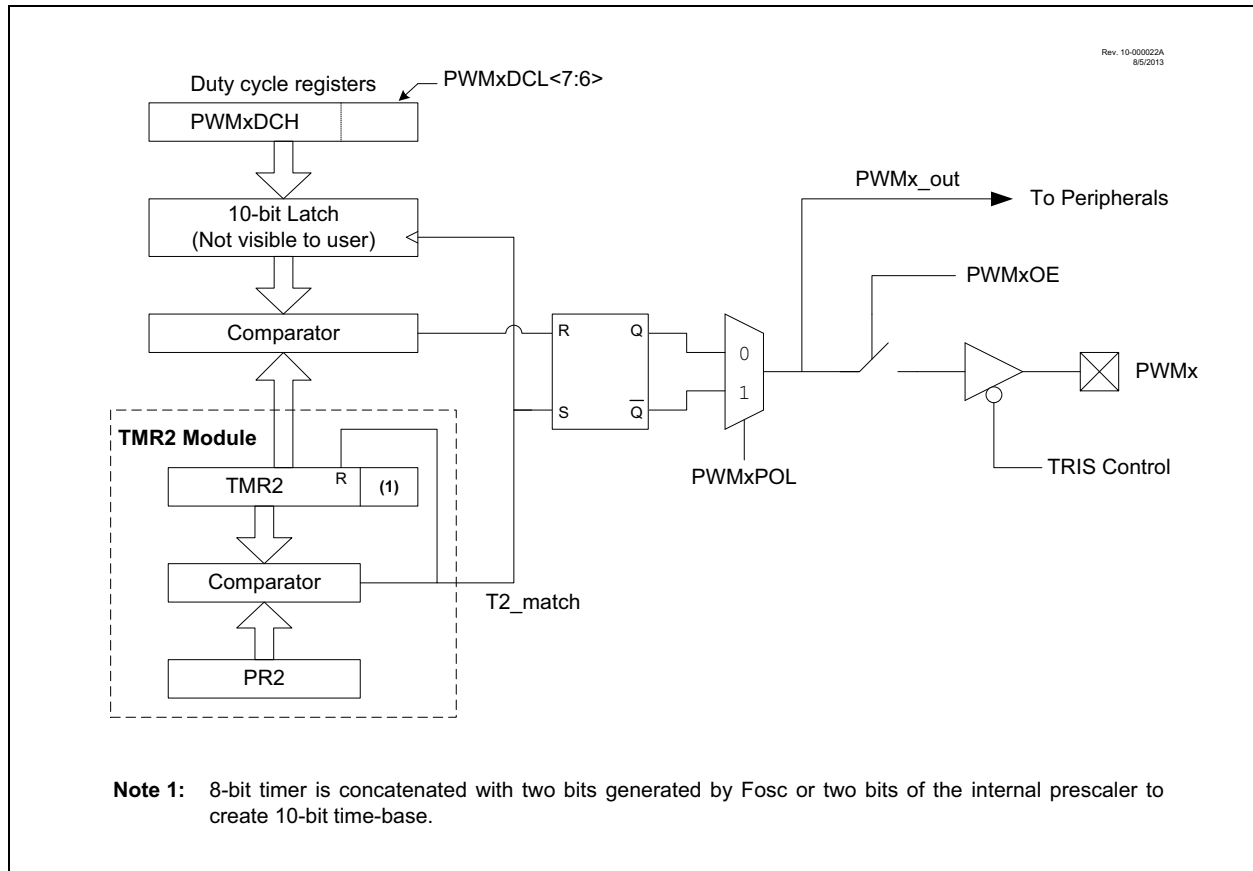 Rev. 10-000022A
8/5/2013
Duty cycle registers
PWMxDCL<7:6>
PWMxDCH
10-bit Latch
(Not visible to user)
Comparator
PWMx_out
To Peripherals
PWMxOE
R
Q
S
Q̅
0
1
PWMxPOL
PWMx
TRIS Control
TMR2 Module
R
TMR2
(1)
Comparator
T2_match
PR2
Note 1: 8-bit timer is concatenated with two bits generated by Fosc or two bits of the internal prescaler to
create 10-bit time-base.